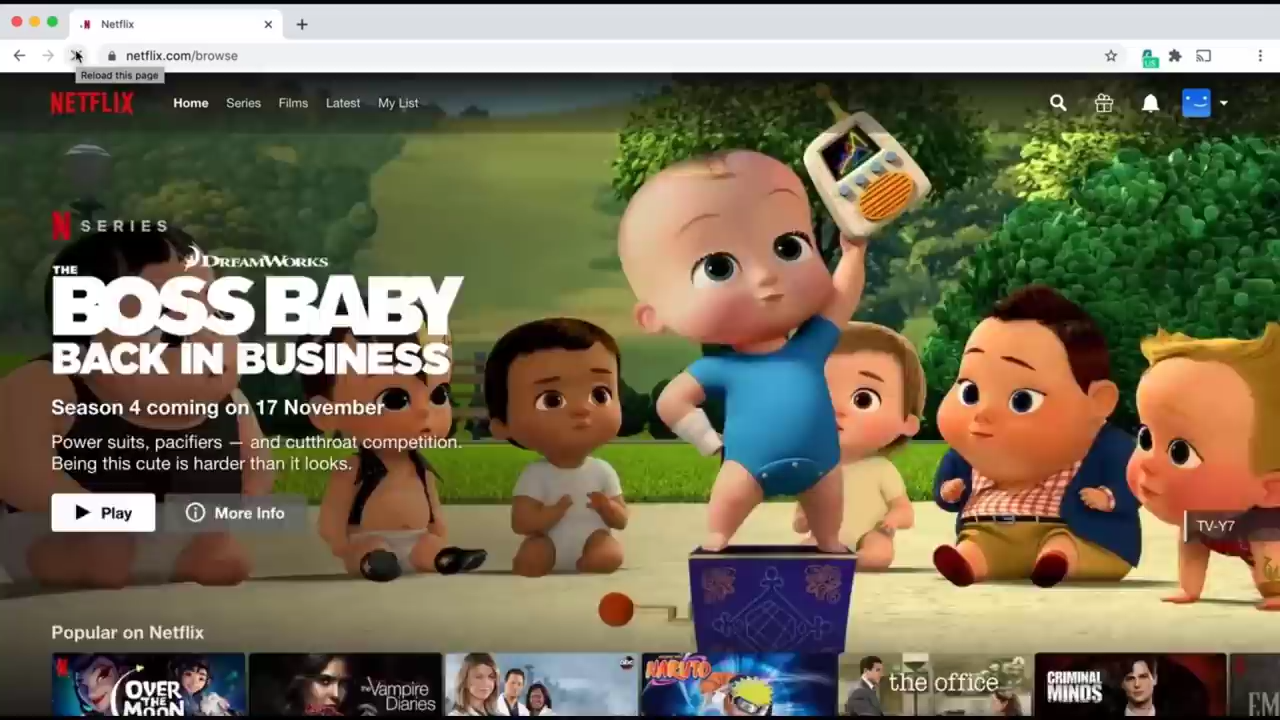 Netflix
netflix.com/browse
US
Reload this page
NETFLIX
Home Series Films Latest My List
N SERIES
DREAMWORKS
THE
BOSS BABY
BACK IN BUSINESS
Season 4 coming on 17 November
Power suits, pacifiers — and cutthroat competition.
Being this cute is harder than it looks.
Play
More Info
TV-Y7
Popular on Netflix
N
OVER
THE
MOON
the Vampire
Diaries
abc
NARUTO
the office
CRIMINAL
MINDS